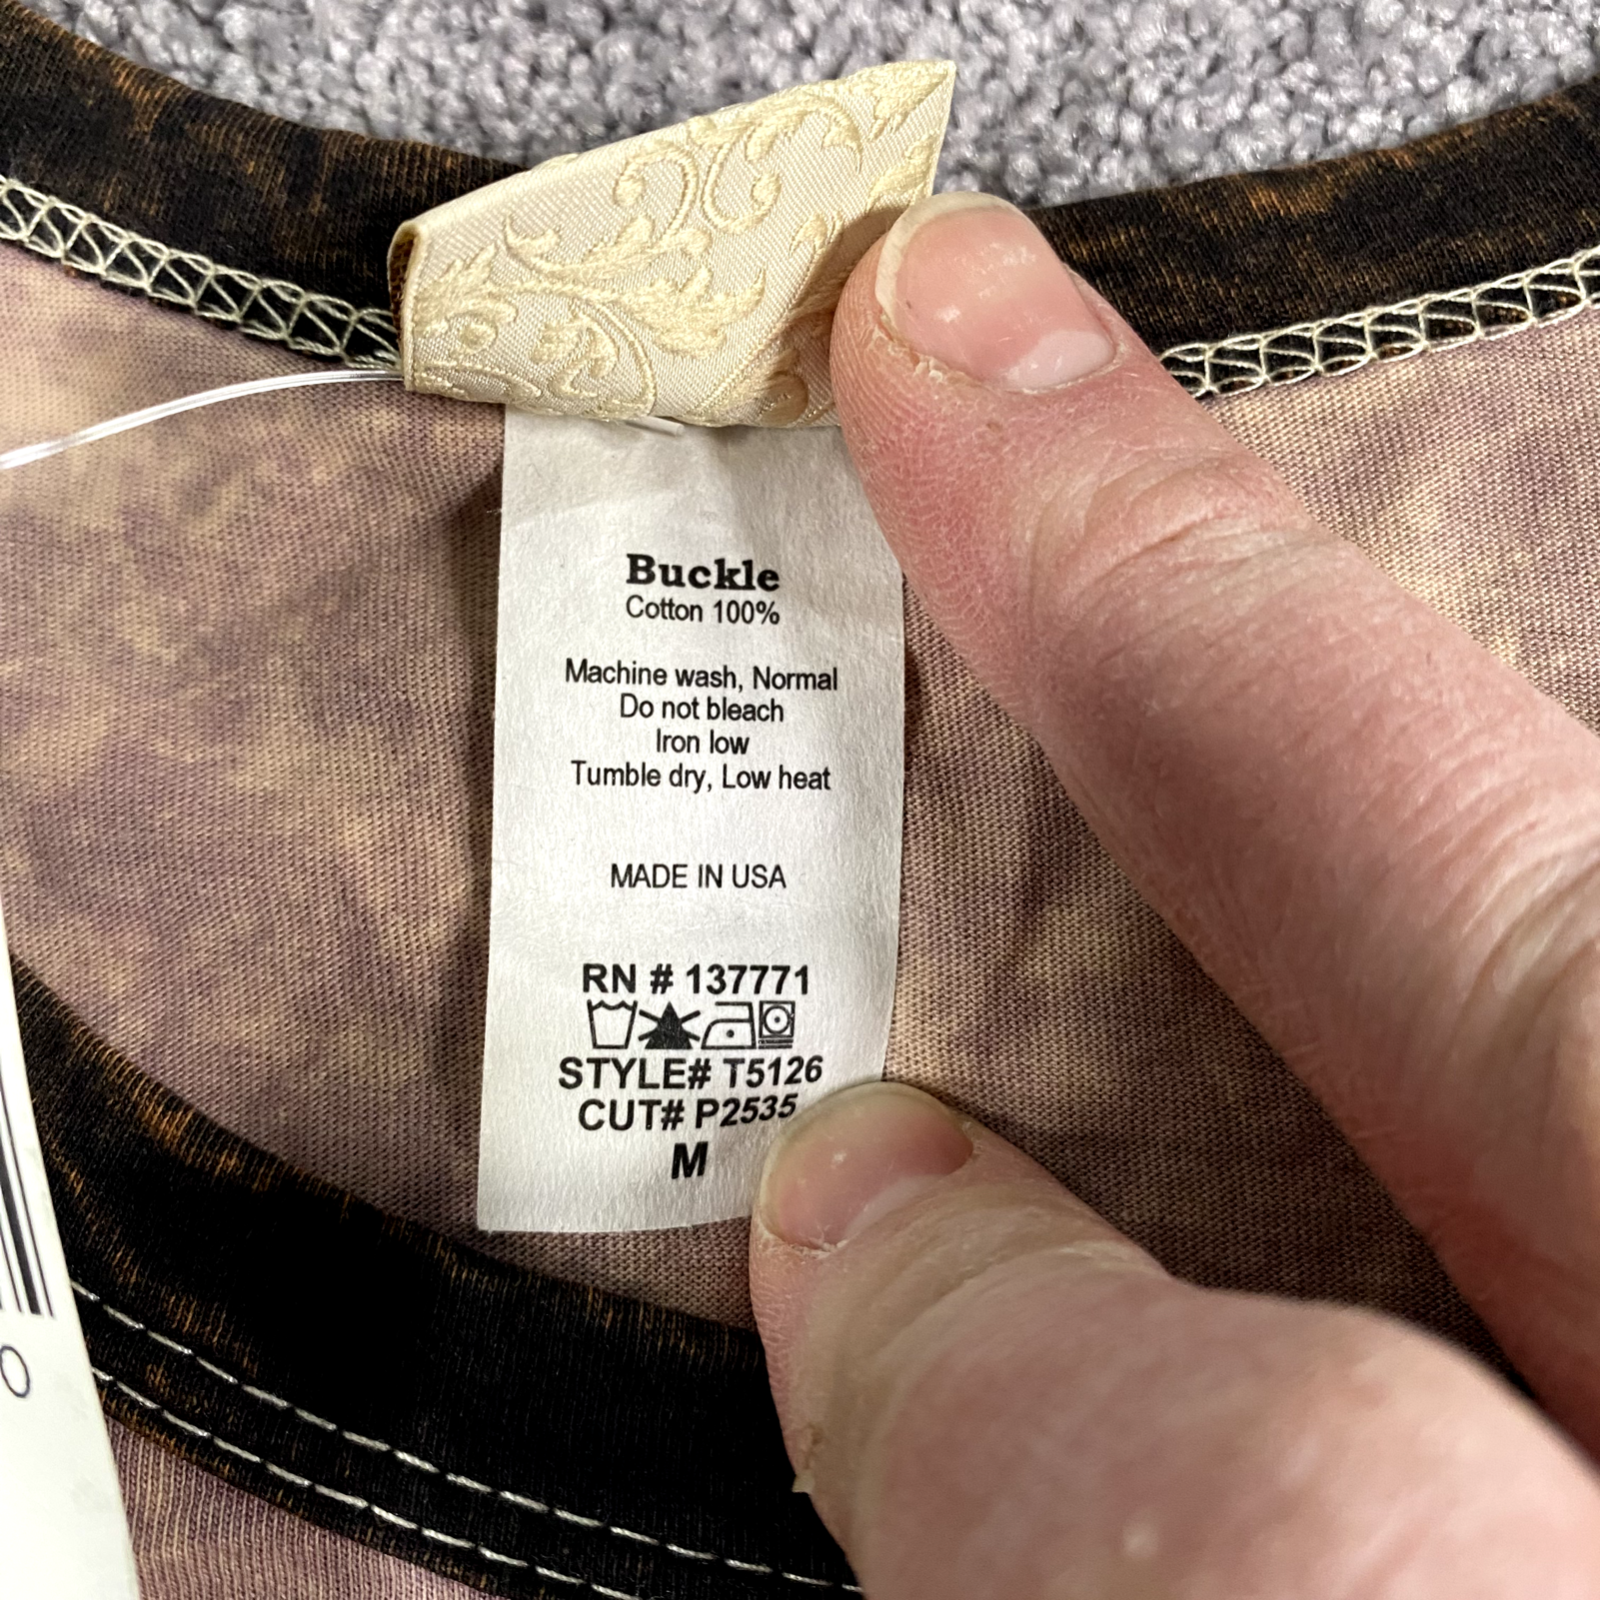 Buckle
Cotton 100%
Machine wash, Normal
Do not bleach
Iron low
Tumble dry, Low heat
MADE IN USA
RN # 137771
STYLE# T5126
CUT# P2535
M
0